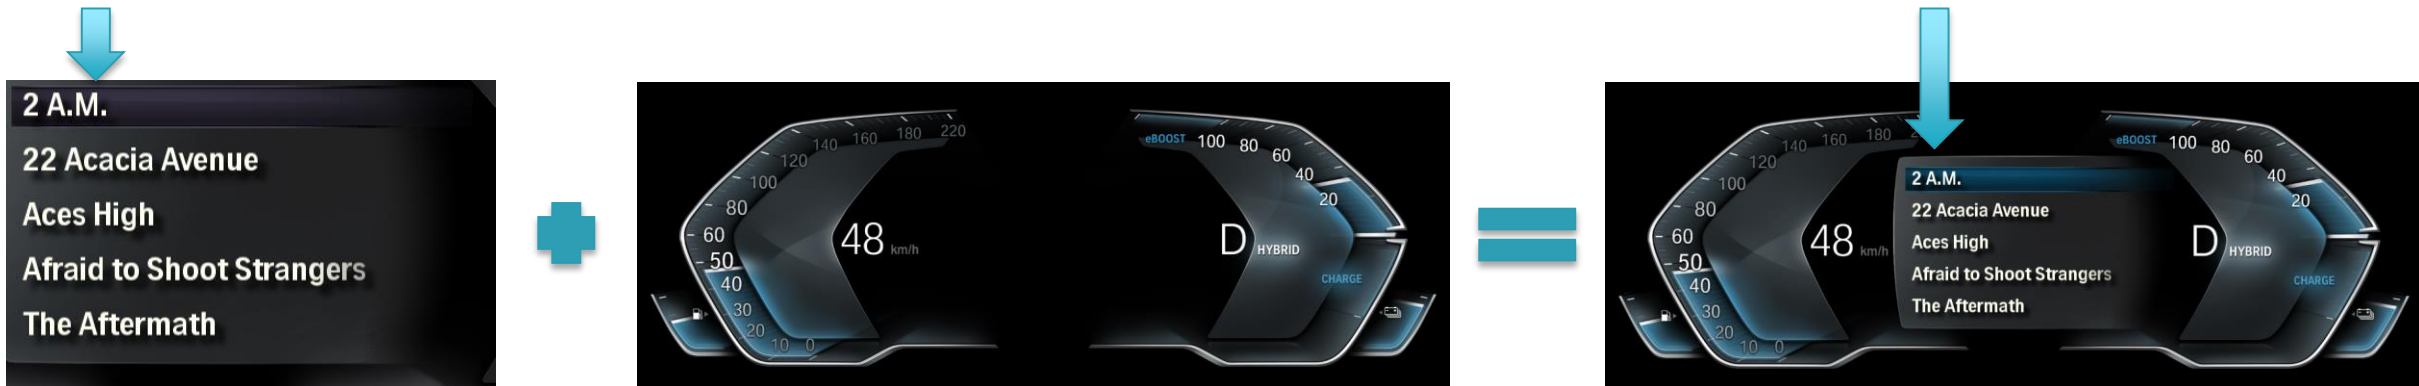 2 A.M.
22 Acacia Avenue
Aces High
Afraid to Shoot Strangers
The Aftermath
220
180
160
140
120
100
80
60
50
40
30
20
10
0
48 km/h
eBOOST
100
80
60
40
20
D HYBRID
CHARGE
180
160
140
120
100
80
60
50
40
30
20
10
0
48 km/h
2 A.M.
22 Acacia Avenue
Aces High
Afraid to Shoot Strangers
The Aftermath
eBOOST
100
80
60
40
20
D HYBRID
CHARGE